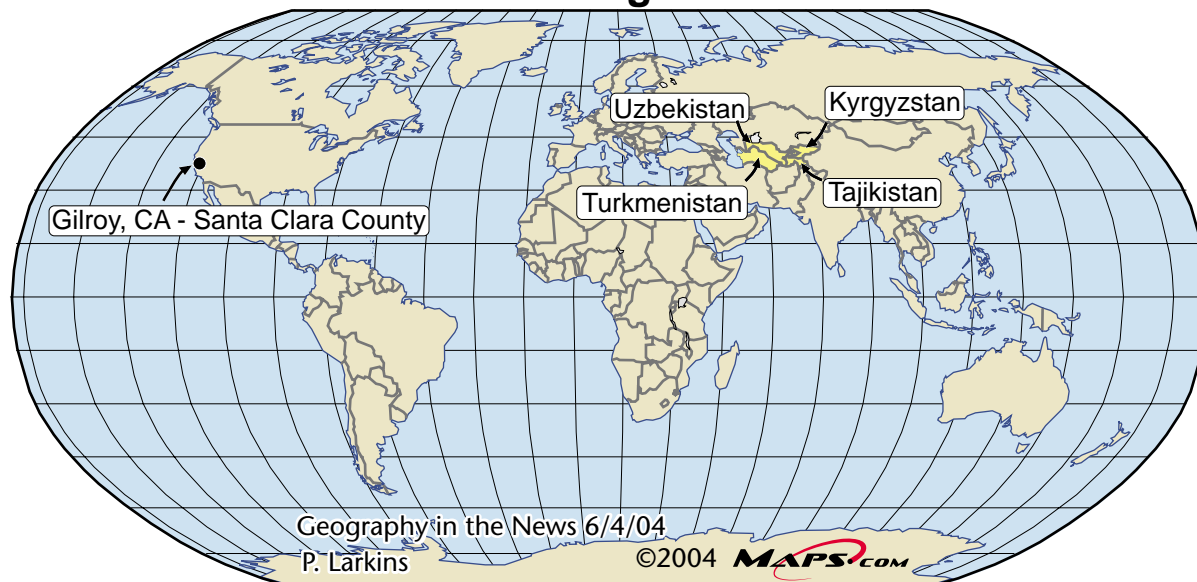 Uzbekistan
Kyrgyzstan
Turkmenistan
Tajikistan
Gilroy, CA - Santa Clara County
Geography in the News 6/4/04
P. Larkins
©2004 MAPS.COM